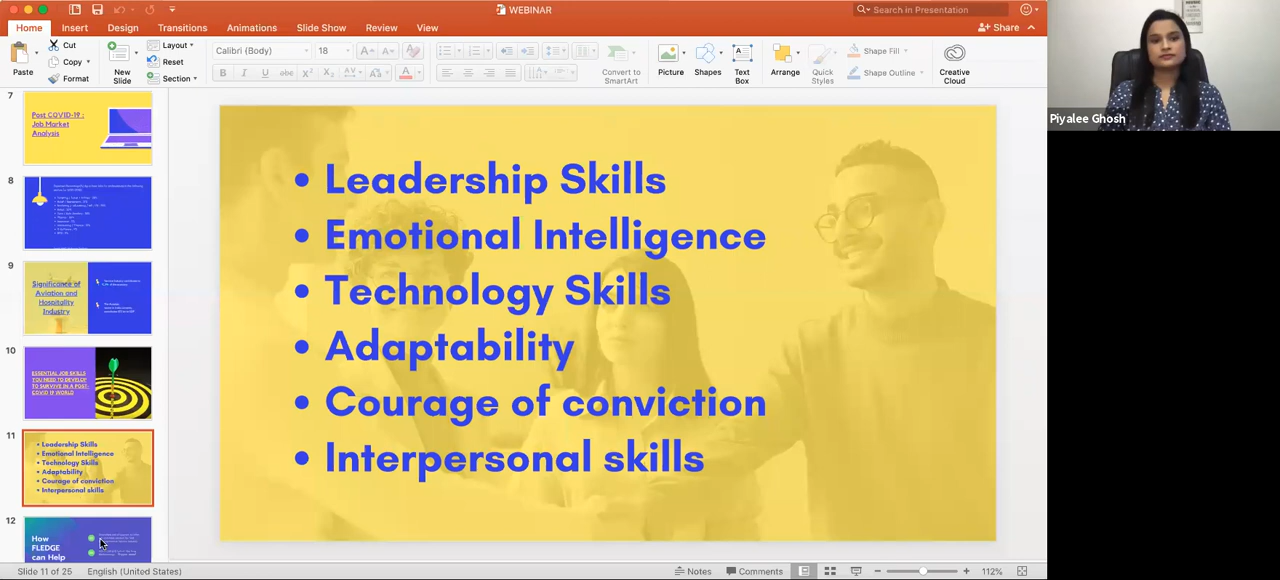 WEBINAR
Search in Presentation
Home Insert Design Transitions Animations Slide Show Review View
Share
Paste
Cut
Copy
Format
New Slide
Layout
Reset
Section
Calibri (Body) 18
Convert to SmartArt
Picture
Shapes
Text Box
Arrange
Quick Styles
Shape Fill
Shape Outline
Creative Cloud
7
Post COVID-19 :
Job Market
Analysis
8
9
Significance of
Aviation and
Hospitality
Industry
10
ESSENTIAL JOB SKILLS
YOU NEED TO DEVELOP
TO SURVIVE IN A POST-
COVID 19 WORLD
11
• Leadership Skills
• Emotional Intelligence
• Technology Skills
• Adaptability
• Courage of conviction
• Interpersonal skills
12
How
FLEDGE
can Help
• Leadership Skills
• Emotional Intelligence
• Technology Skills
• Adaptability
• Courage of conviction
• Interpersonal skills
Piyalee Ghosh
Slide 11 of 25 English (United States)
Notes Comments 112%